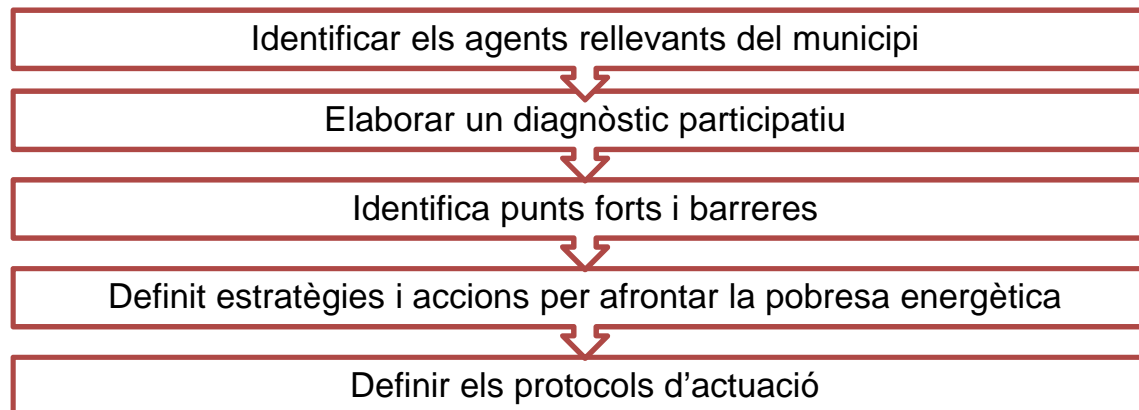 Identificar els agents rellevants del municipi
Elaborar un diagnòstic participatiu
Identifica punts forts i barreres
Definit estratègies i accions per afrontar la pobresa energètica
Definir els protocols d’actuació